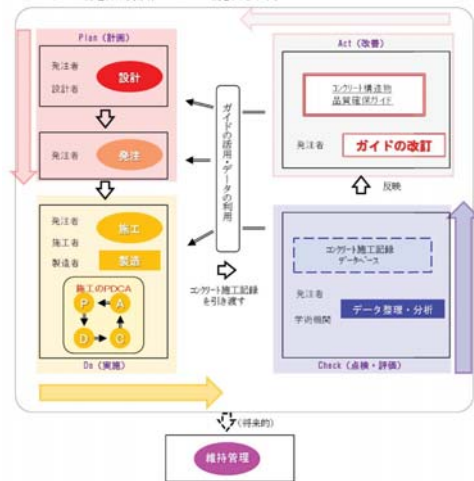 Plan（計画）
発注者
設計者
設計
発注者
発注
発注者
施工者
製造者
施工
製造
施工のPDCA
P
A
D
C
Do（実施）
ガイドの活用・データの利用
コンクリート施工記録
を引き渡す
Act（改善）
コンクリート構造物
品質確保ガイド
発注者
ガイドの改訂
反映
コンクリート施工記録
データベース
発注者
学術機関
データ整理・分析
Check（点検・評価）
（将来的）
維持管理